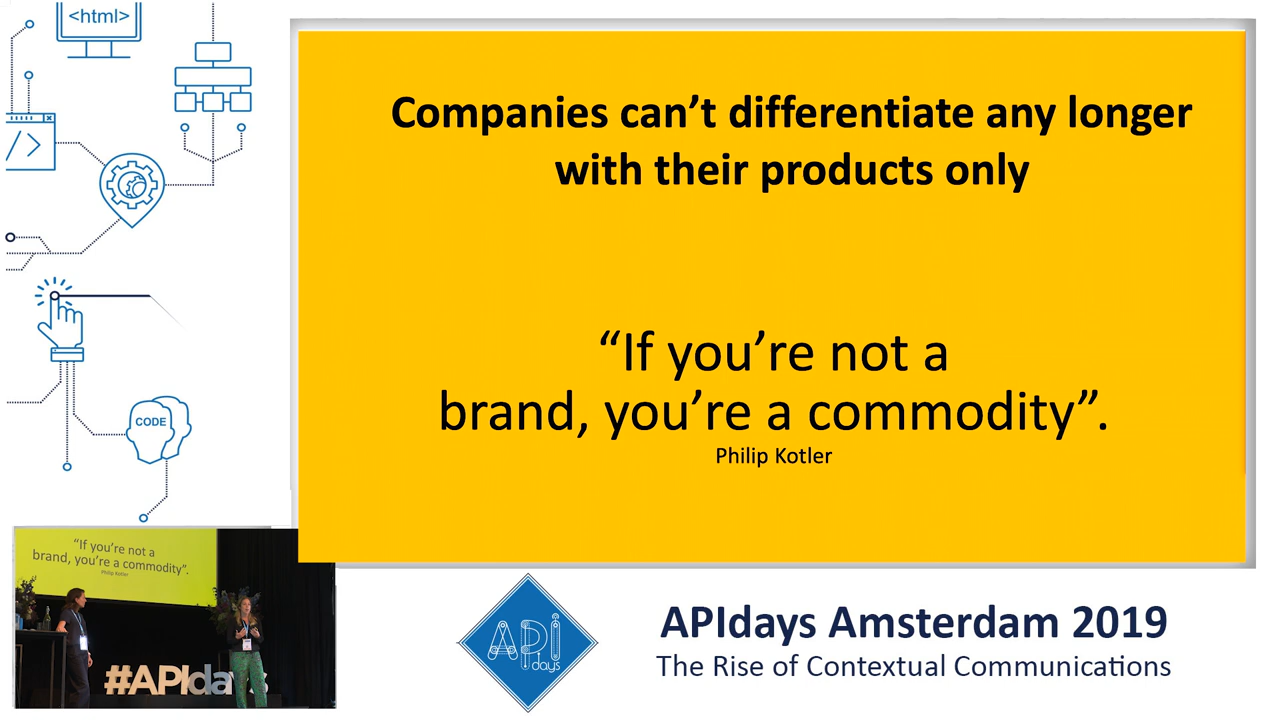 <html>
</>
CODE
Companies can’t differentiate any longer
with their products only
“If you’re not a
brand, you’re a commodity”.
Philip Kotler
“If you’re not a
brand, you’re a commodity”.
Philip Kotler
#APIdays
API
days
APIdays Amsterdam 2019
The Rise of Contextual Communications